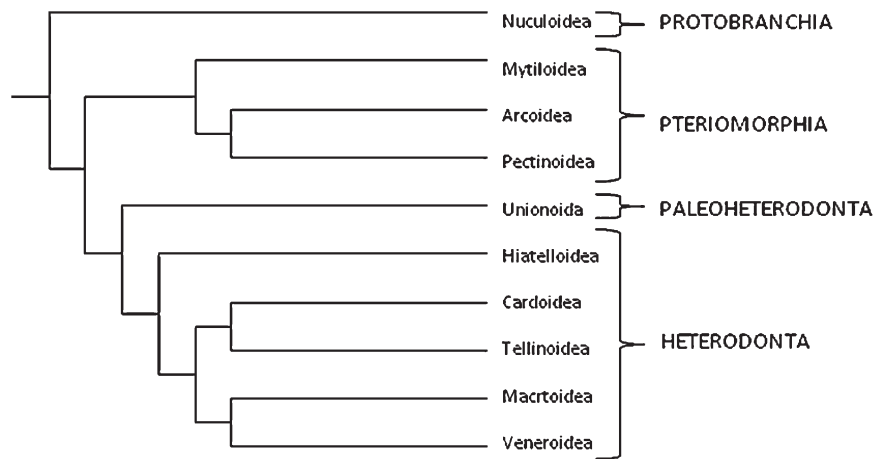 Nuculoidea
PROTOBRANCHIA
Mytiloidea
Arcoidea
PTERIOMORPHIA
Pectinoidea
Unionoida
PALEOHETERODONTA
Hiatelloidea
Cardoidea
HETERODONTA
Tellinoidea
Macrtoidea
Veneroidea